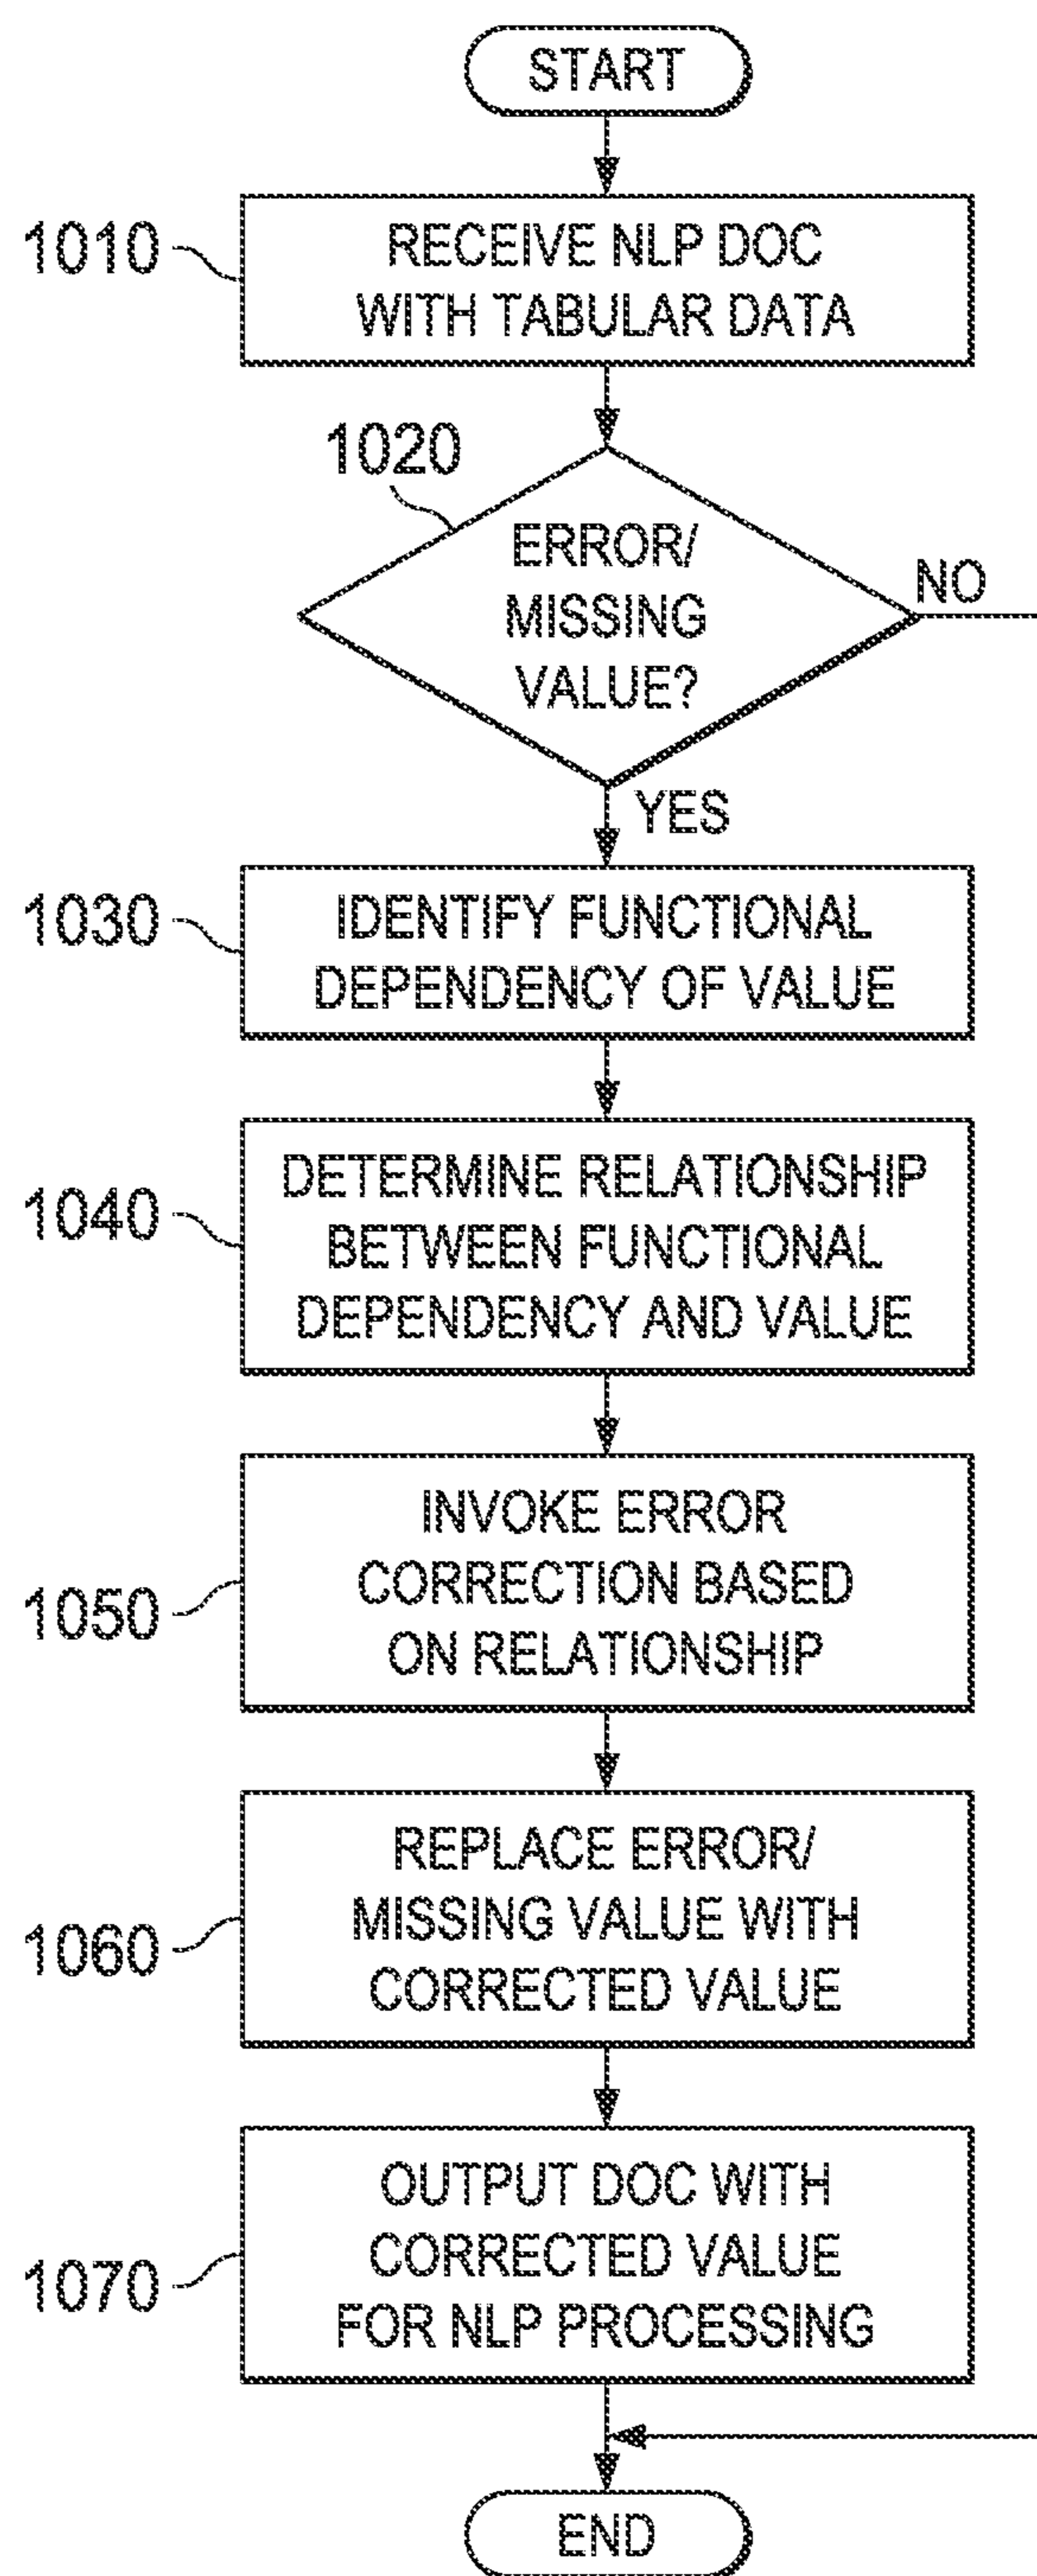 START
1010
RECEIVE NLP DOC
WITH TABULAR DATA
1020
ERROR/
MISSING
VALUE?
NO
YES
1030
IDENTIFY FUNCTIONAL
DEPENDENCY OF VALUE
1040
DETERMINE RELATIONSHIP
BETWEEN FUNCTIONAL
DEPENDENCY AND VALUE
1050
INVOKE ERROR
CORRECTION BASED
ON RELATIONSHIP
1060
REPLACE ERROR/
MISSING VALUE WITH
CORRECTED VALUE
1070
OUTPUT DOC WITH
CORRECTED VALUE
FOR NLP PROCESSING
END